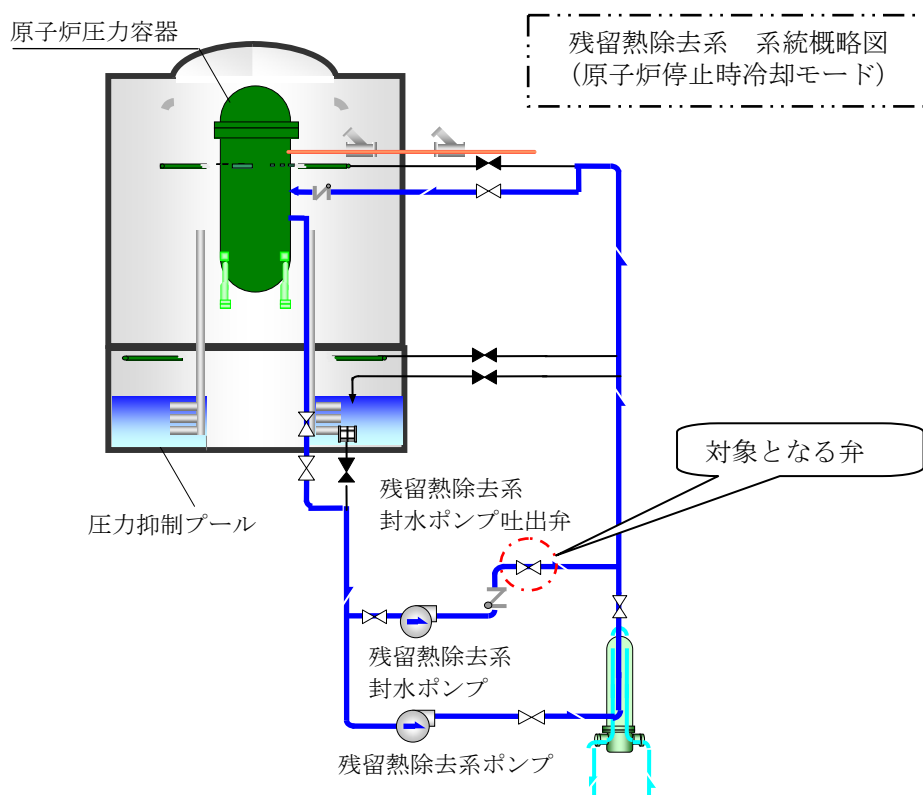 残留熱除去系　系統概略図
（原子炉停止時冷却モード）
原子炉圧力容器
対象となる弁
圧力抑制プール
残留熱除去系
封水ポンプ吐出弁
残留熱除去系
封水ポンプ
残留熱除去系ポンプ